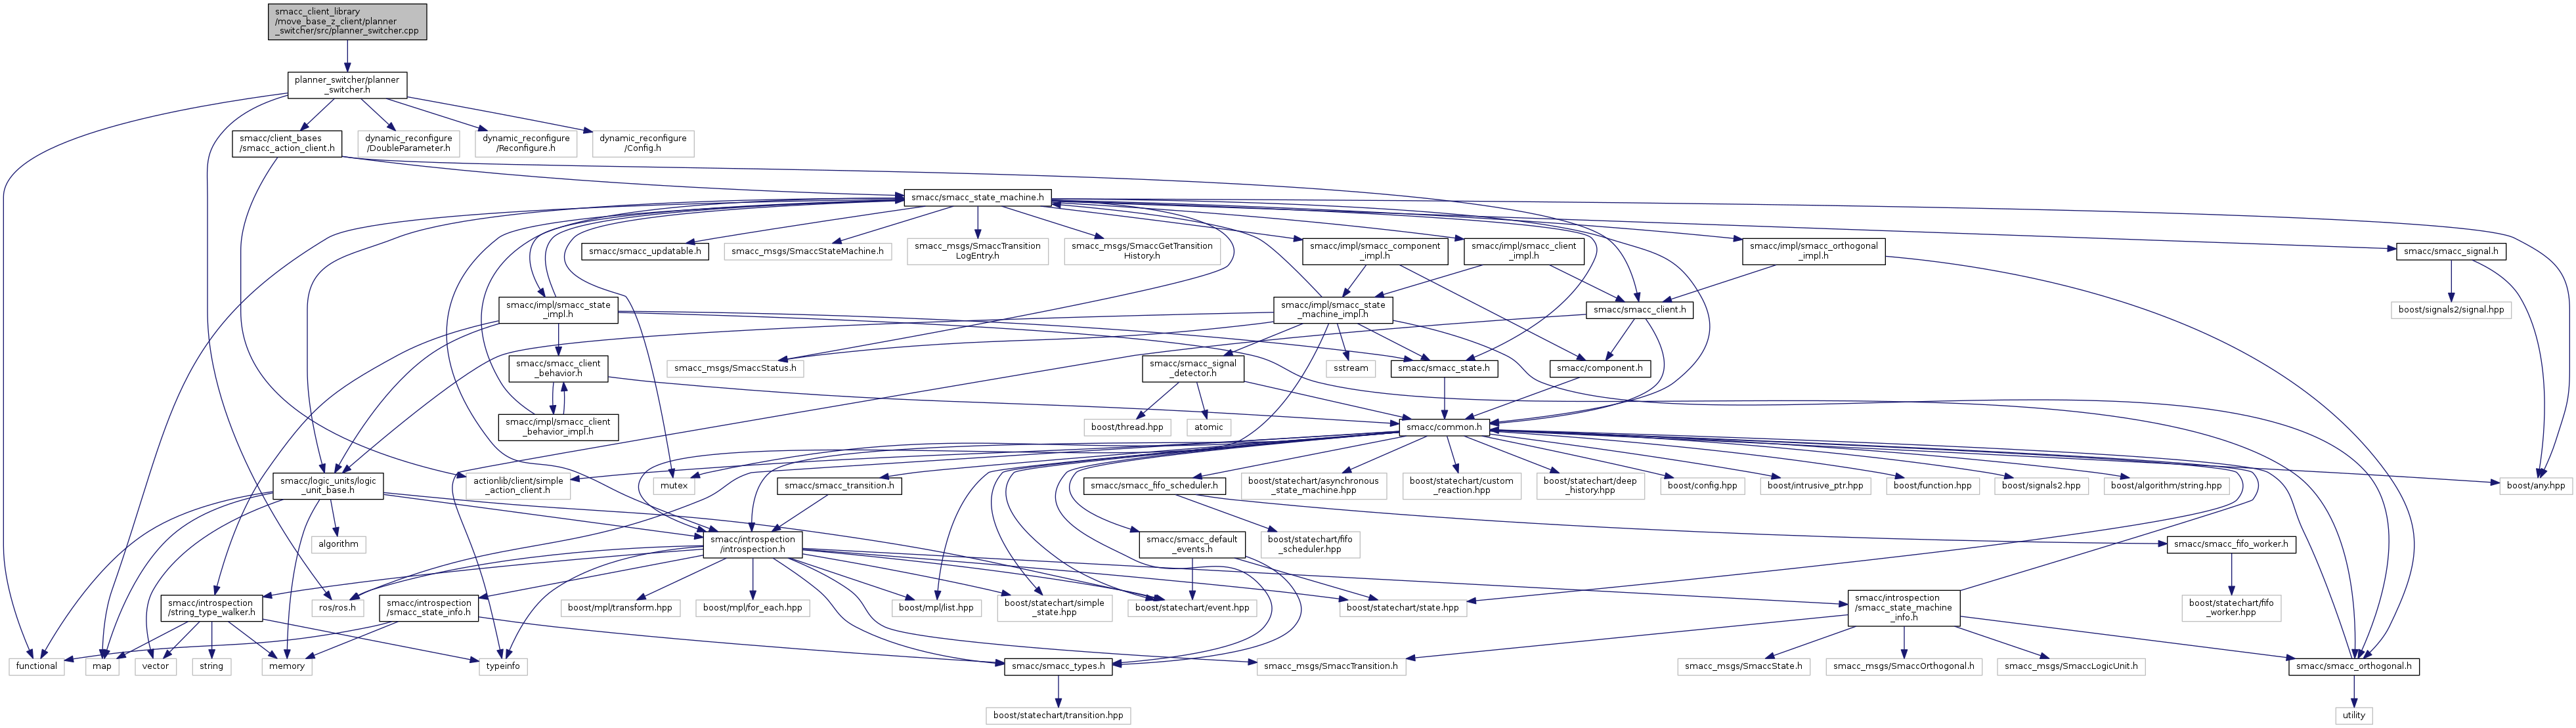 smacc_client_library
/move_base_z_client/planner
_switcher/src/planner_switcher.cpp
planner_switcher/planner
_switcher.h
smacc/client_bases
/smacc_action_client.h
dynamic_reconfigure
/DoubleParameter.h
dynamic_reconfigure
/Reconfigure.h
dynamic_reconfigure
/Config.h
smacc/smacc_state_machine.h
smacc/smacc_updatable.h
smacc_msgs/SmaccStateMachine.h
smacc_msgs/SmaccTransition
LogEntry.h
smacc_msgs/SmaccGetTransition
History.h
smacc/impl/smacc_component
_impl.h
smacc/impl/smacc_client
_impl.h
smacc/impl/smacc_orthogonal
_impl.h
smacc/smacc_signal.h
smacc/impl/smacc_state
_impl.h
smacc/impl/smacc_state
_machine_impl.h
smacc/smacc_client.h
boost/signals2/signal.hpp
smacc/smacc_client
_behavior.h
smacc_msgs/SmaccStatus.h
smacc/smacc_signal
_detector.h
sstream
smacc/smacc_state.h
smacc/component.h
smacc/impl/smacc_client
_behavior_impl.h
boost/thread.hpp
atomic
smacc/common.h
smacc/logic_units/logic
_unit_base.h
actionlib/client/simple
_action_client.h
mutex
smacc/smacc_transition.h
smacc/smacc_fifo_scheduler.h
boost/statechart/asynchronous
_state_machine.hpp
boost/statechart/custom
_reaction.hpp
boost/statechart/deep
_history.hpp
boost/config.hpp
boost/intrusive_ptr.hpp
boost/function.hpp
boost/signals2.hpp
boost/algorithm/string.hpp
boost/any.hpp
algorithm
smacc/introspection
/introspection.h
smacc/smacc_default
_events.h
boost/statechart/fifo
_scheduler.hpp
smacc/smacc_fifo_worker.h
smacc/introspection
/string_type_walker.h
ros/ros.h
smacc/introspection
/smacc_state_info.h
boost/mpl/transform.hpp
boost/mpl/for_each.hpp
boost/mpl/list.hpp
boost/statechart/simple
_state.hpp
boost/statechart/event.hpp
boost/statechart/state.hpp
smacc/introspection
/smacc_state_machine
_info.h
boost/statechart/fifo
_worker.hpp
functional
map
vector
string
memory
typeinfo
smacc/smacc_types.h
smacc_msgs/SmaccTransition.h
smacc_msgs/SmaccState.h
smacc_msgs/SmaccOrthogonal.h
smacc_msgs/SmaccLogicUnit.h
smacc/smacc_orthogonal.h
boost/statechart/transition.hpp
utility